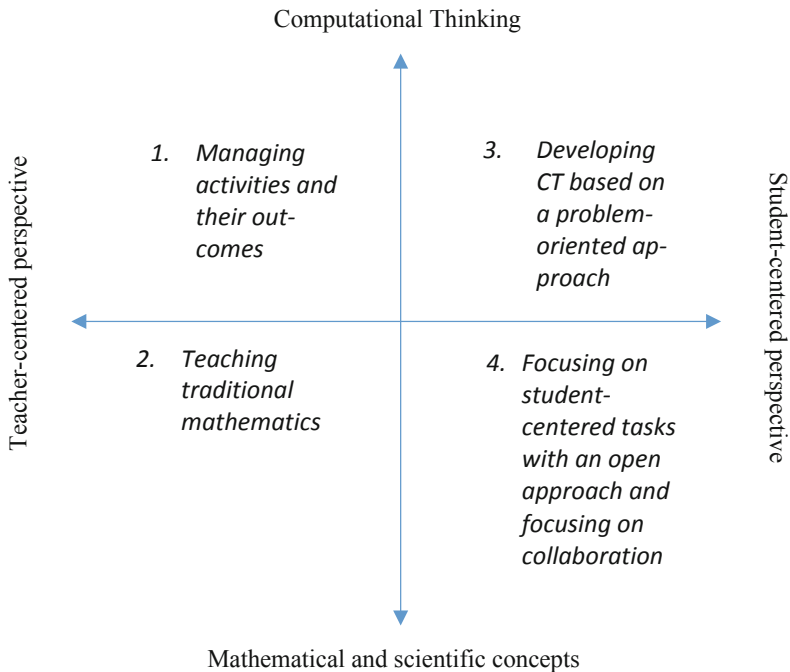 Computational Thinking
Teacher-centered perspective
1. Managing
activities and
their out-
comes
3. Developing
CT based on
a problem-
oriented ap-
proach
Student-centered perspective
2. Teaching
traditional
mathematics
4. Focusing on
student-
centered tasks
with an open
approach and
focusing on
collaboration
Mathematical and scientific concepts